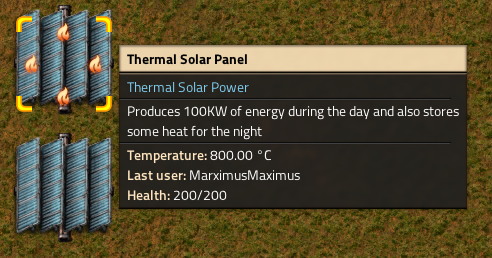 Thermal Solar Panel
Thermal Solar Power
Produces 100KW of energy during the day and also stores
some heat for the night
Temperature: 800.00 °C
Last user: MarximusMaximus
Health: 200/200